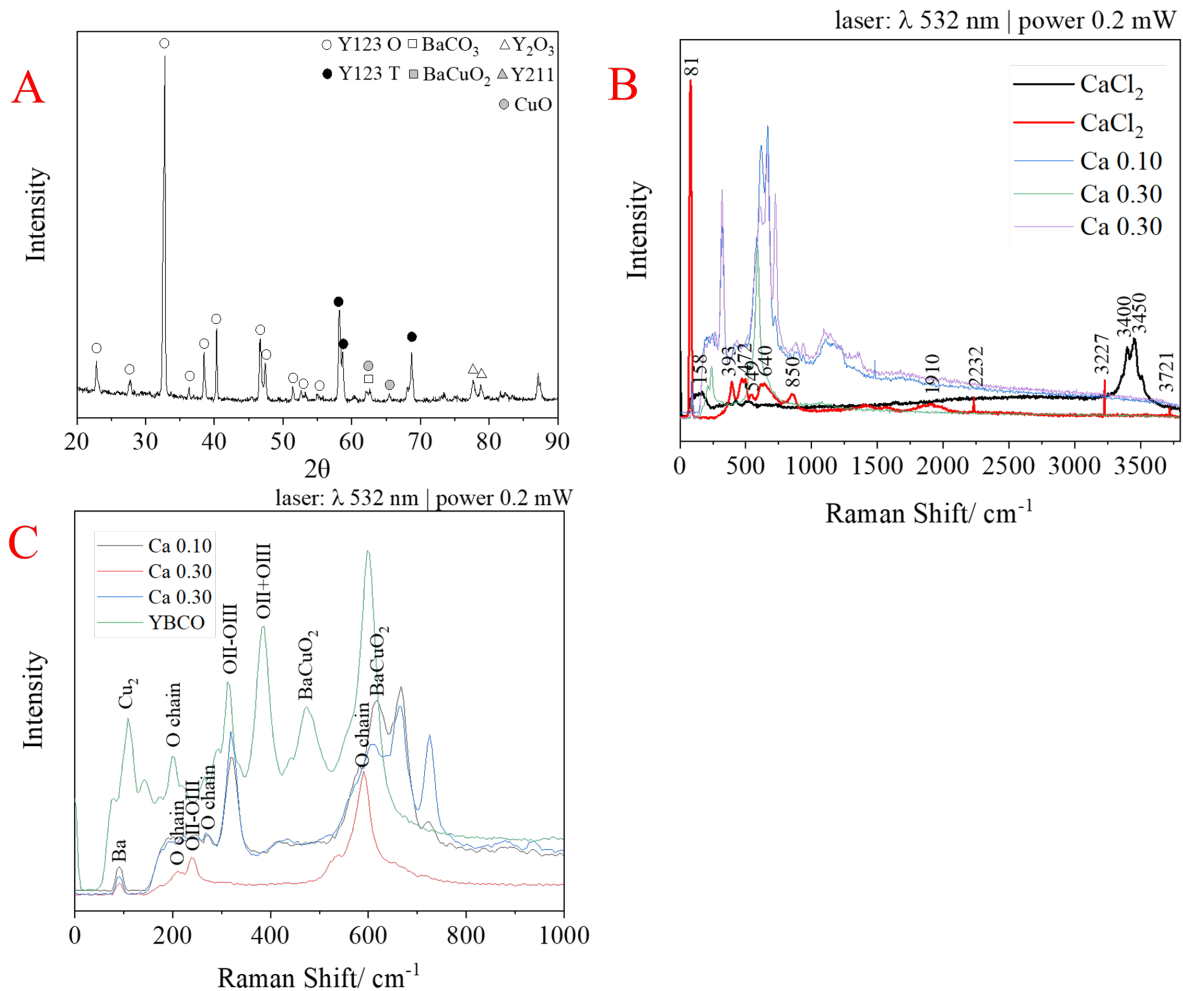 A
Y123 O BaCO3 Y2O3
Y123 T BaCuO2 Y211
CuO
Intensity
20 30 40 50 60 70 80 90
2θ
laser: λ 532 nm | power 0.2 mW
B
CaCl2
CaCl2
Ca 0.10
Ca 0.30
Ca 0.30
81
158
393
472
542
640
850
1910
2232
3227
3400
3450
3721
Intensity
0 500 1000 1500 2000 2500 3000 3500
Raman Shift/ cm-1
laser: λ 532 nm | power 0.2 mW
C
Ca 0.10
Ca 0.30
Ca 0.30
YBCO
Ba
Cu2
O chain
O chain
OII-OIII
O chain
OII-OIII
OII+OIII
BaCuO2
O chain
BaCuO2
Intensity
0 200 400 600 800 1000
Raman Shift/ cm-1